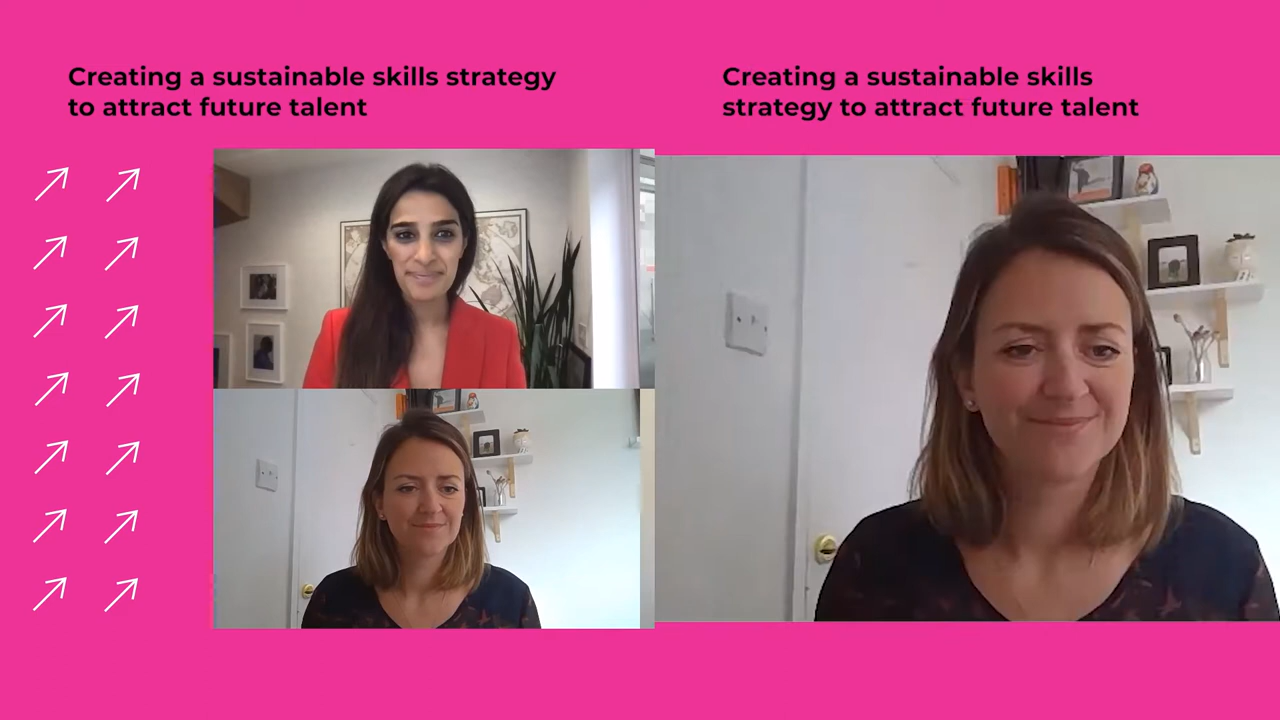 Creating a sustainable skills strategy
to attract future talent
Creating a sustainable skills
strategy to attract future talent